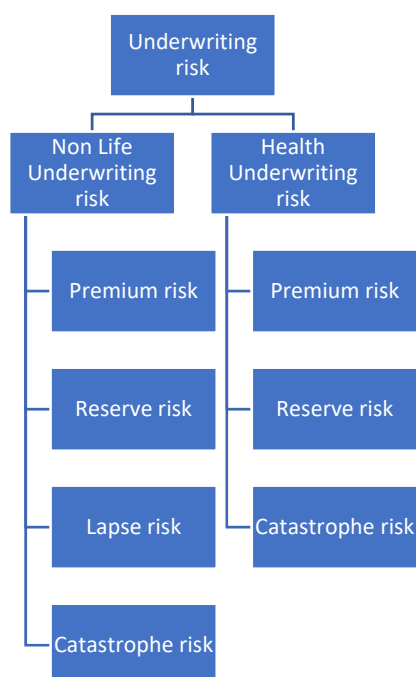 Underwriting
risk
Non Life
Underwriting
risk
Health
Underwriting
risk
Premium risk
Premium risk
Reserve risk
Reserve risk
Lapse risk
Catastrophe risk
Catastrophe risk